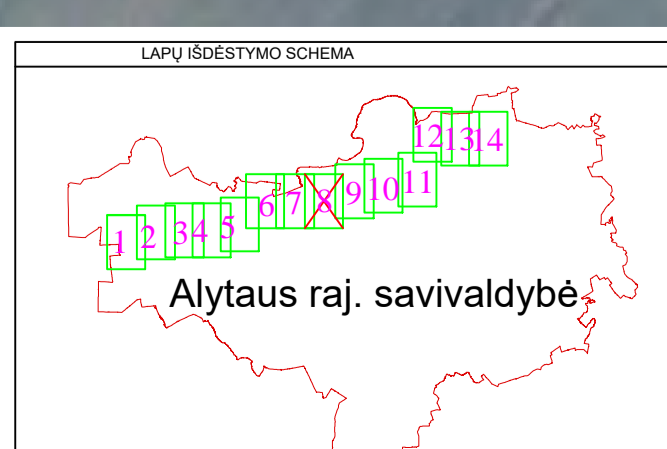 LAPŲ IŠDĖSTYMO SCHEMA
12 13 14
1 2 3 4 5 6 7 8 9 10 11
Alytaus raj. savivaldybė